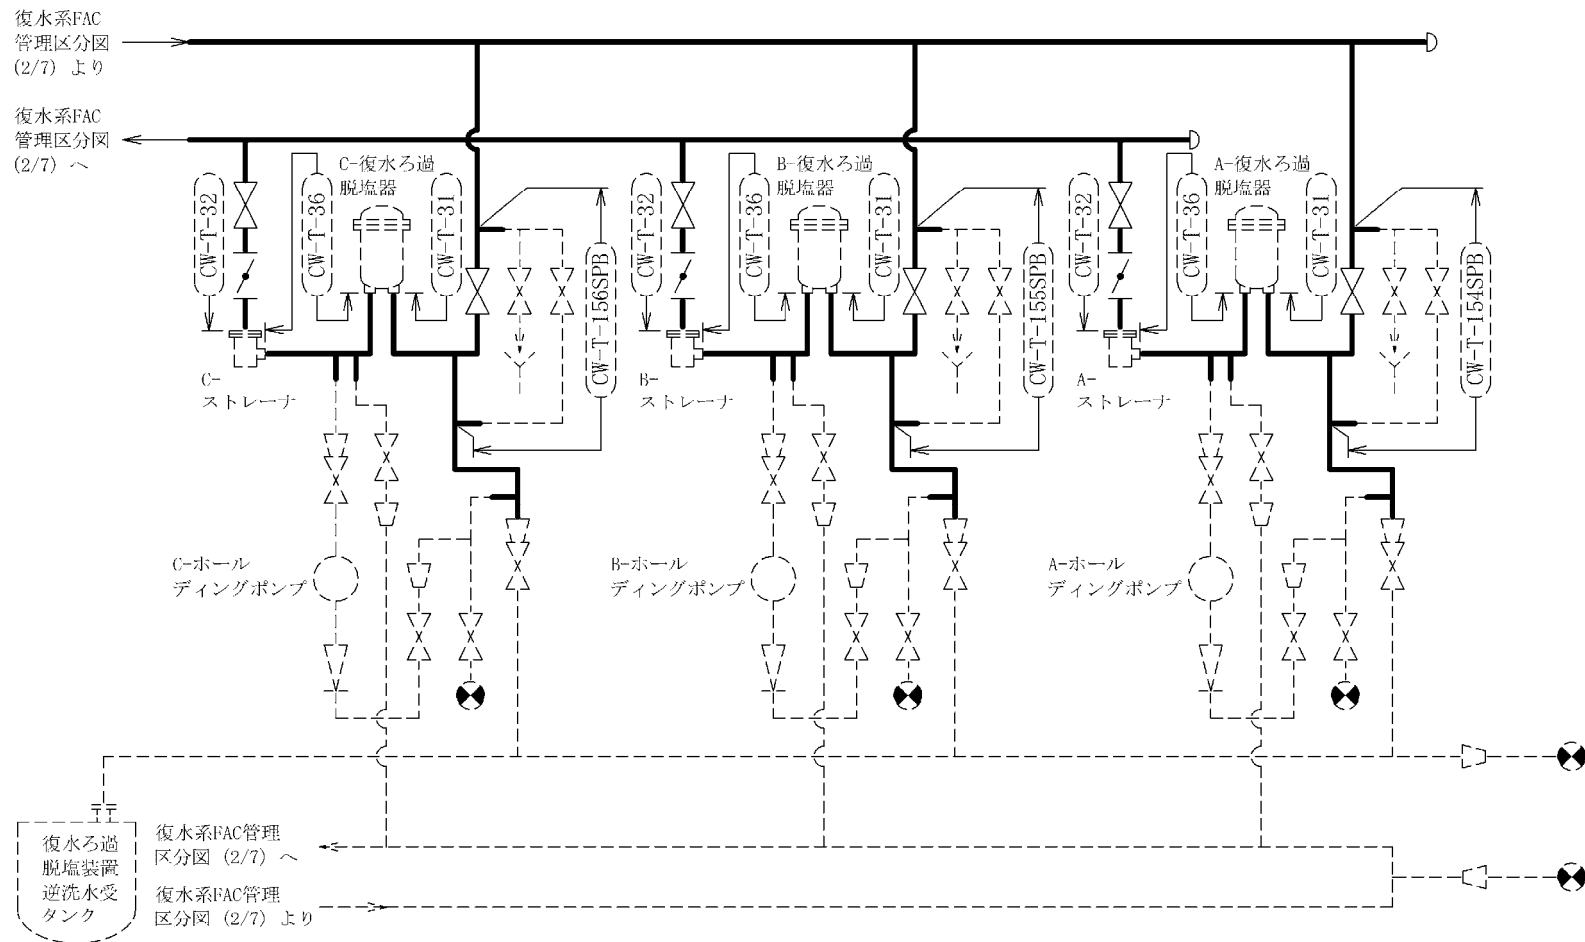 復水系FAC
管理区分図
(2/7) より
復水系FAC
管理区分図
(2/7) へ
CW-T-32
CW-T-36
C-復水ろ過
脱塩器
CW-T-31
CW-T-156SPB
C-
ストレーナ
CW-T-32
CW-T-36
B-復水ろ過
脱塩器
CW-T-31
CW-T-155SPB
B-
ストレーナ
CW-T-32
CW-T-36
A-復水ろ過
脱塩器
CW-T-31
CW-T-154SPB
A-
ストレーナ
C-ホール
ディングポンプ
B-ホール
ディングポンプ
A-ホール
ディングポンプ
復水ろ過
脱塩装置
逆洗水受
タンク
復水系FAC管理
区分図 (2/7) へ
復水系FAC管理
区分図 (2/7) より